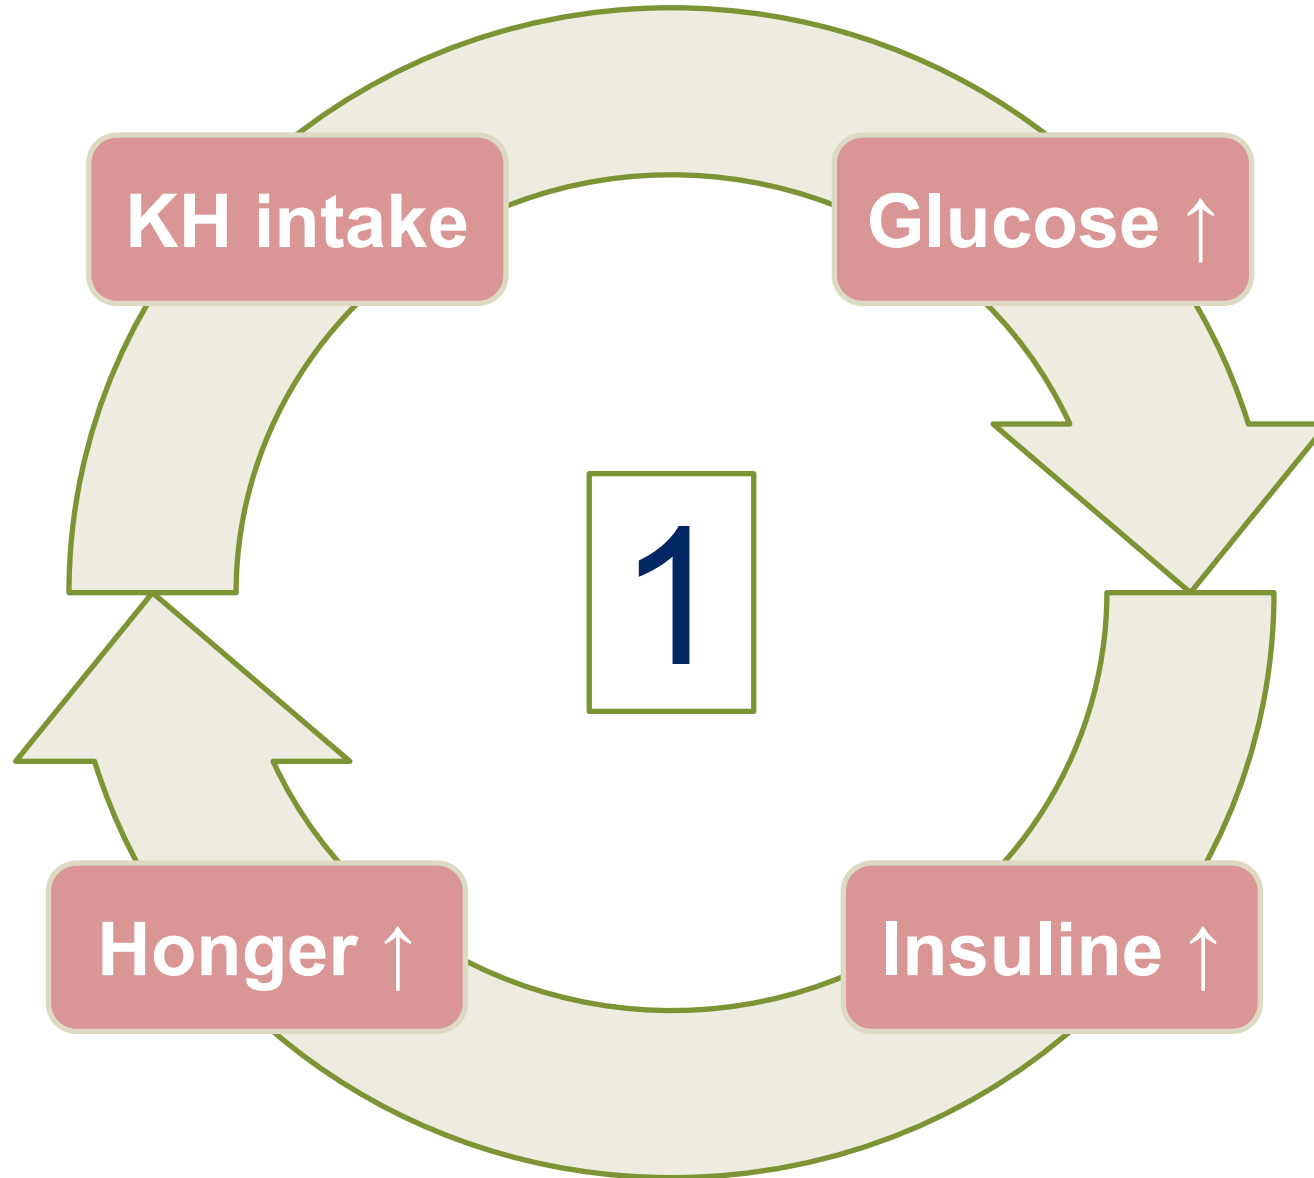 KH intake
Glucose ↑
1
Honger ↑
Insuline ↑